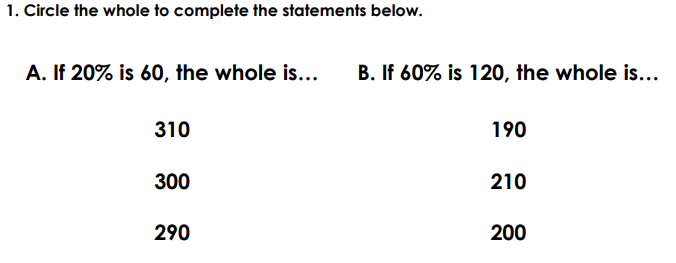 1. Circle the whole to complete the statements below.
A. If 20% is 60, the whole is...
310
300
290
B. If 60% is 120, the whole is...
190
210
200